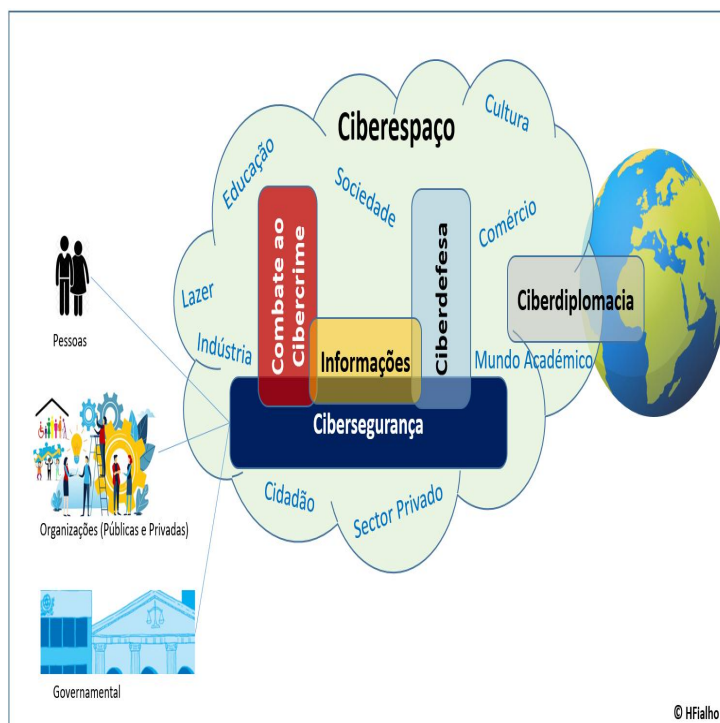 Ciberespaço
Cultura
Educação
Sociedade
Comércio
Lazer
Indústria
Combate ao
Cibercrime
Informações
Ciberdefesa
Ciberdiplomacia
Mundo Académico
Cibersegurança
Cidadão
Sector Privado
Pessoas
Organizações (Públicas e Privadas)
Governamental
© HFialho